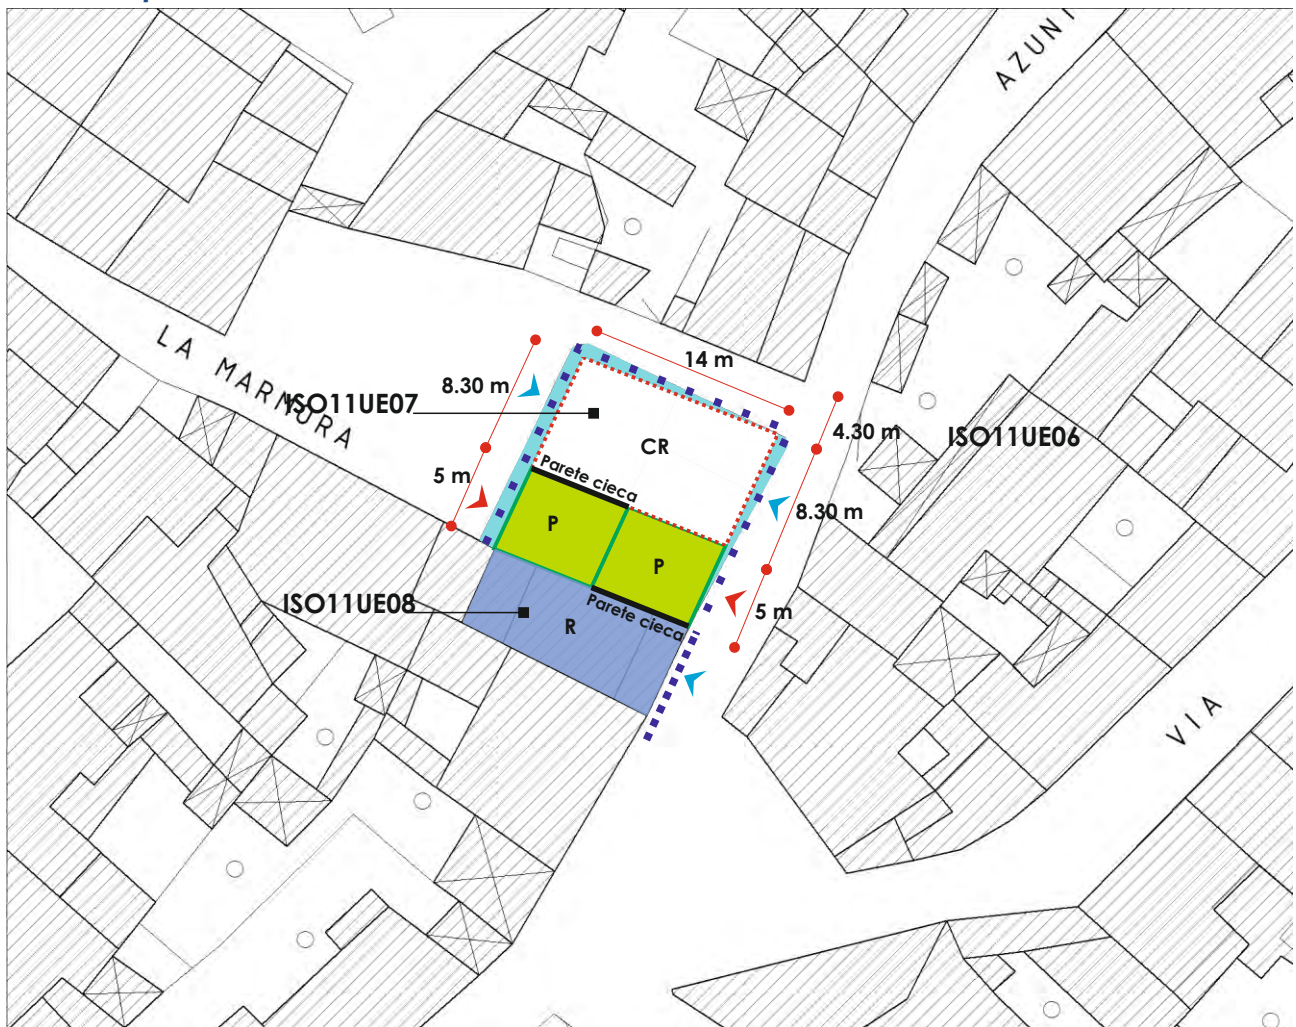 AZUNI
LA MARMORA
14 m
8.30 m
ISO11UE07
CR
4.30 m
ISO11UE06
5 m
Parete cieca
8.30 m
P
P
ISO11UE08
R
Parete cieca
5 m
VIA